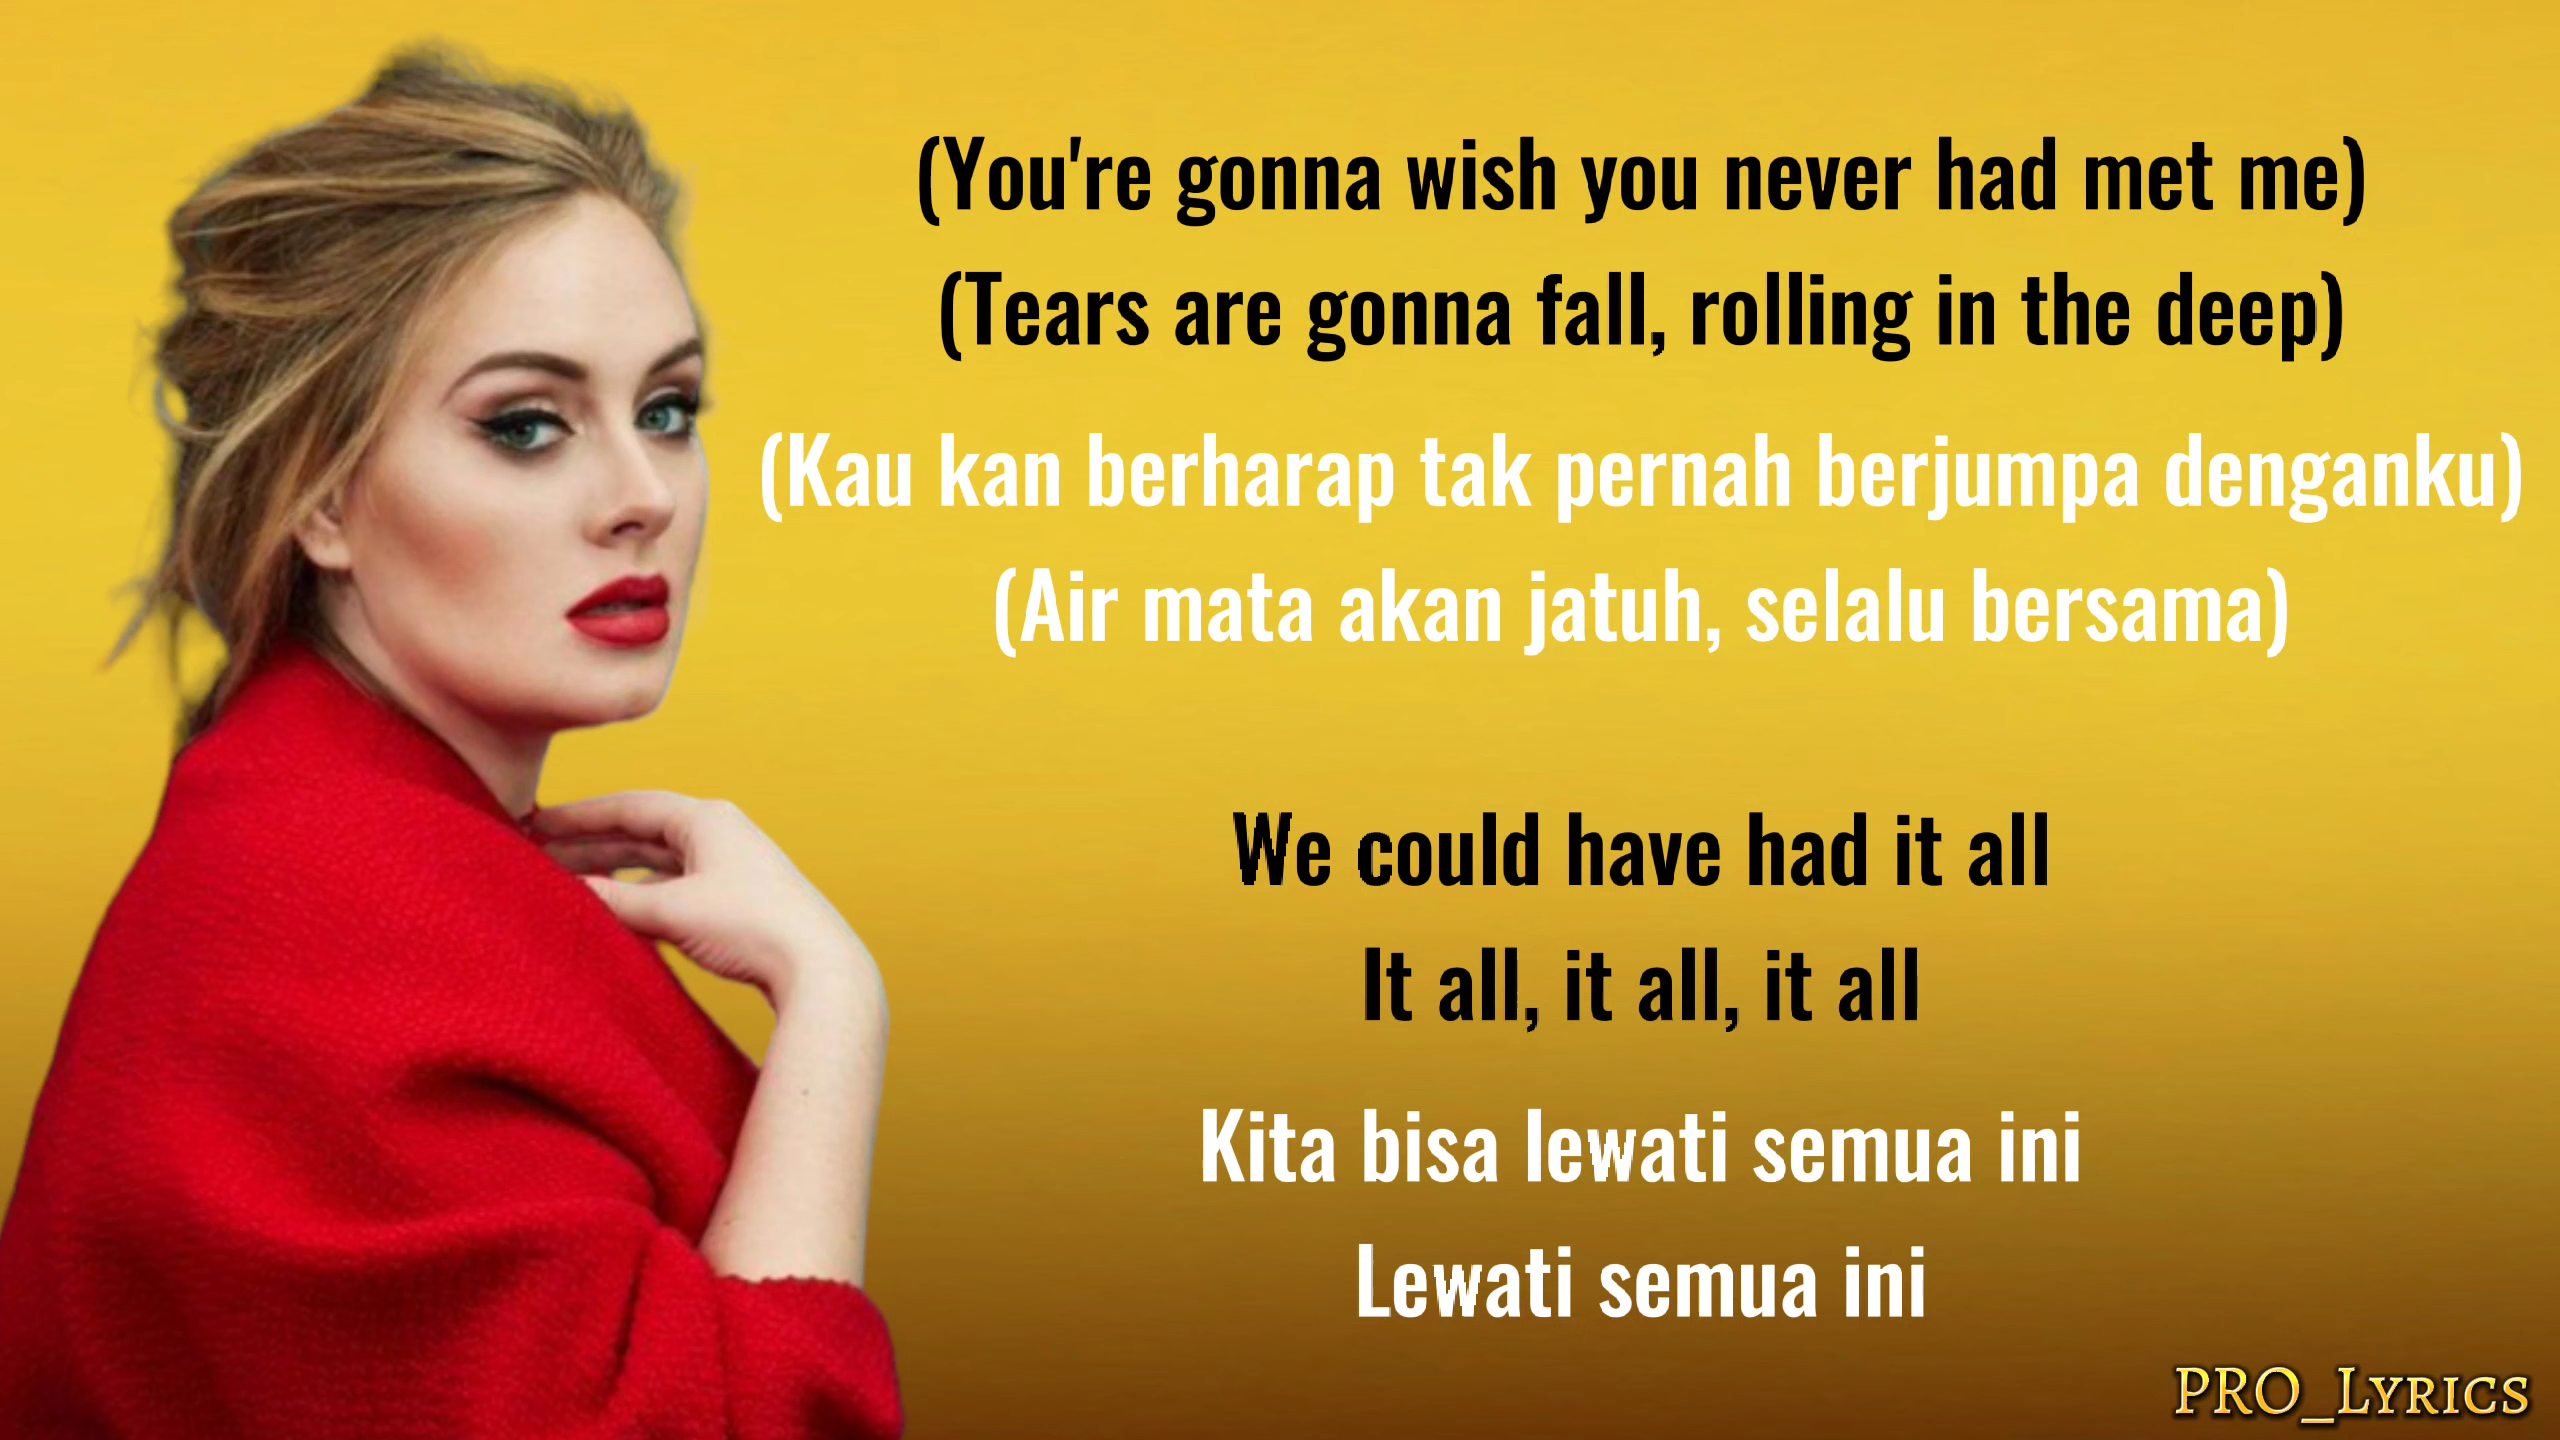 (You're gonna wish you never had met me)
(Tears are gonna fall, rolling in the deep)
(Kau kan berharap tak pernah berjumpa denganku)
(Air mata akan jatuh, selalu bersama)
We could have had it all
It all, it all, it all
Kita bisa lewati semua ini
Lewati semua ini
PRO_Lyrics